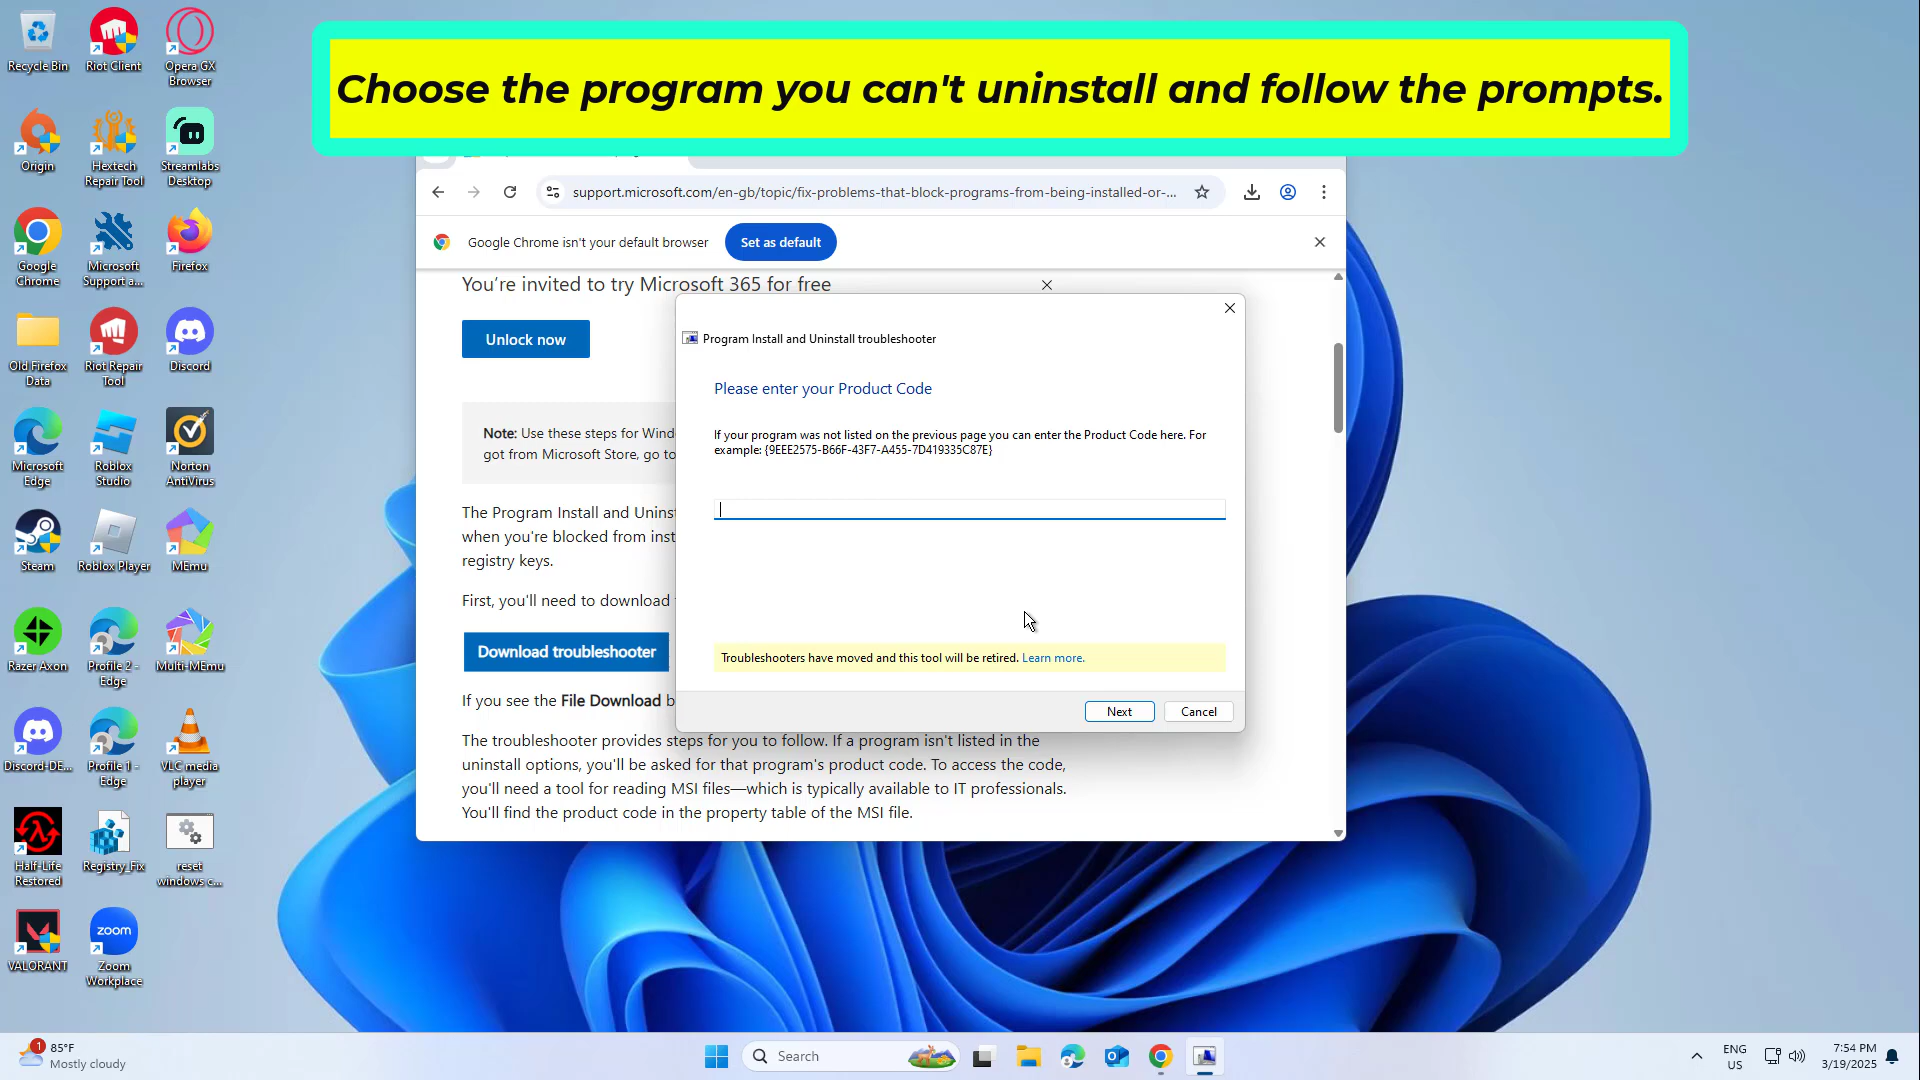 Choose the program you can't uninstall and follow the prompts.
Recycle Bin
Riot Client
Opera GX
Browser
Origin
Hextech
Repair Tool
Streamlabs
Desktop
Google
Chrome
Microsoft
Support a...
Firefox
Old Firefox
Data
Riot Repair
Tool
Discord
Microsoft
Edge
Roblox
Studio
Norton
AntiVirus
Steam
Roblox Player
MEmu
Razer Axon
Profile 2 -
Edge
Multi-MEmu
Discord-DE...
Profile 1 -
Edge
VLC media
player
Half-Life
Restored
Registry_Fix
reset
windows c...
VALORANT
zoom
Zoom
Workplace
support.microsoft.com/en-gb/topic/fix-problems-that-block-programs-from-being-installed-or-...
Google Chrome isn't your default browser
Set as default
You're invited to try Microsoft 365 for free
Unlock now
Note: Use these steps for Wind
got from Microsoft Store, go to
The Program Install and Unins
when you're blocked from inst
registry keys.
First, you'll need to download
Download troubleshooter
If you see the File Download b
The troubleshooter provides steps for you to follow. If a program isn't listed in the
uninstall options, you'll be asked for that program's product code. To access the code,
you'll need a tool for reading MSI files—which is typically available to IT professionals.
You'll find the product code in the property table of the MSI file.
Program Install and Uninstall troubleshooter
Please enter your Product Code
If your program was not listed on the previous page you can enter the Product Code here. For
example: {9EEE2575-B66F-43F7-A455-7D419335C87E}
Troubleshooters have moved and this tool will be retired. Learn more.
Next
Cancel
1
85°F
Mostly cloudy
Search
ENG
US
7:54 PM
3/19/2025